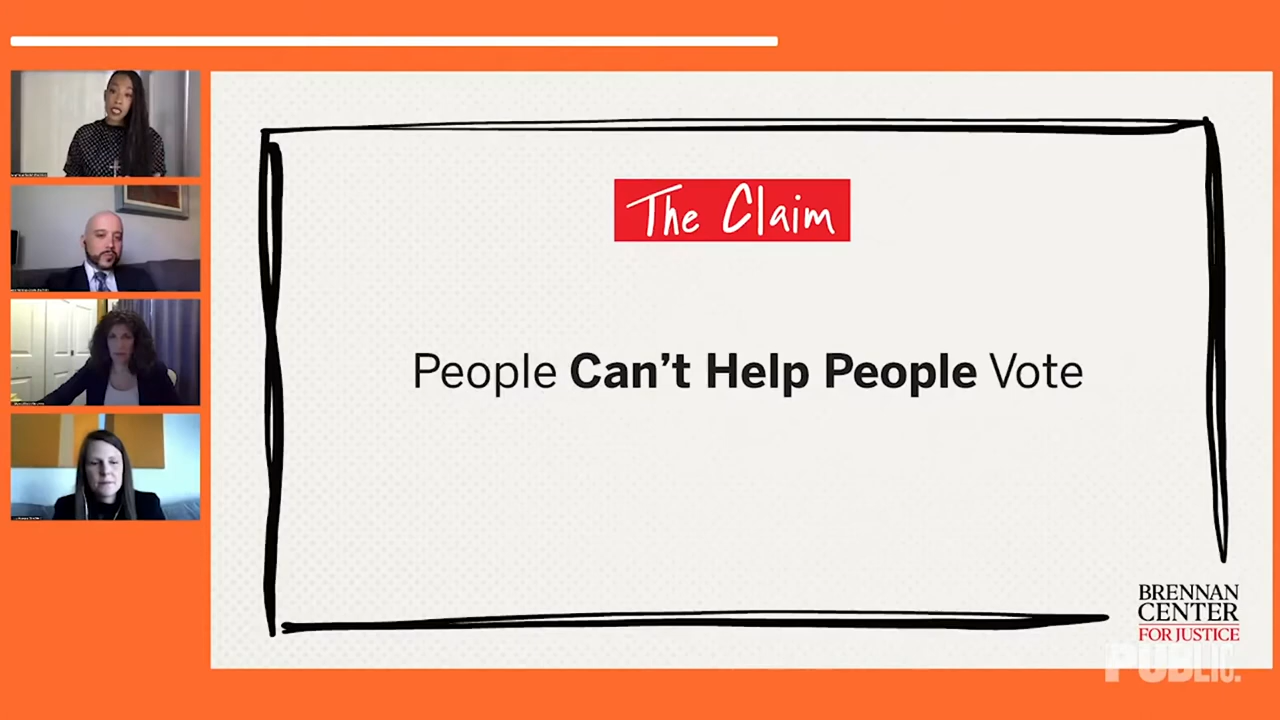 The Claim
People Can't Help People Vote
BRENNAN
CENTER
FOR JUSTICE
PUBLIC.